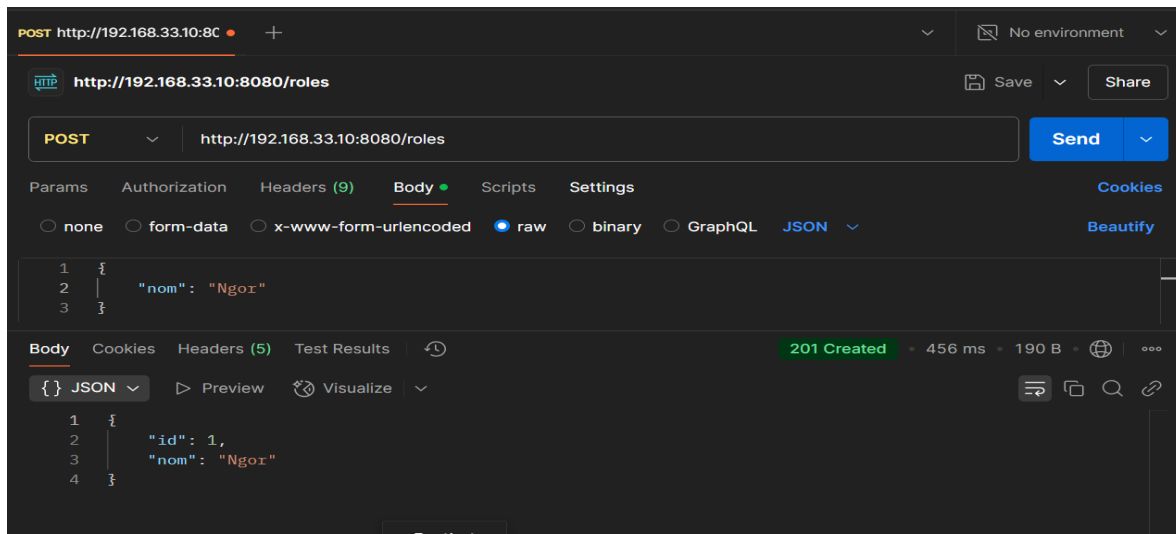 POST http://192.168.33.10:8C
No environment
HTTP http://192.168.33.10:8080/roles
Save
Share
POST http://192.168.33.10:8080/roles
Send
Params Authorization Headers (9) Body Scripts Settings Cookies
none form-data x-www-form-urlencoded raw binary GraphQL JSON Beautify
1 {
2 "nom": "Ngor"
3 }
Body Cookies Headers (5) Test Results 201 Created 456 ms 190 B
{} JSON Preview Visualize
1 {
2 "id": 1,
3 "nom": "Ngor"
4 }